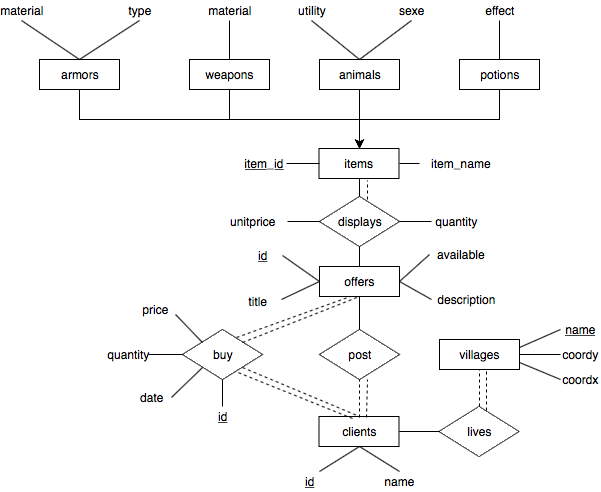 material
type
material
utility
sexe
effect
armors
weapons
animals
potions
item_id
items
item_name
unitprice
displays
quantity
id
available
offers
title
description
price
name
quantity
buy
post
villages
coordy
coordx
date
id
clients
lives
id
name